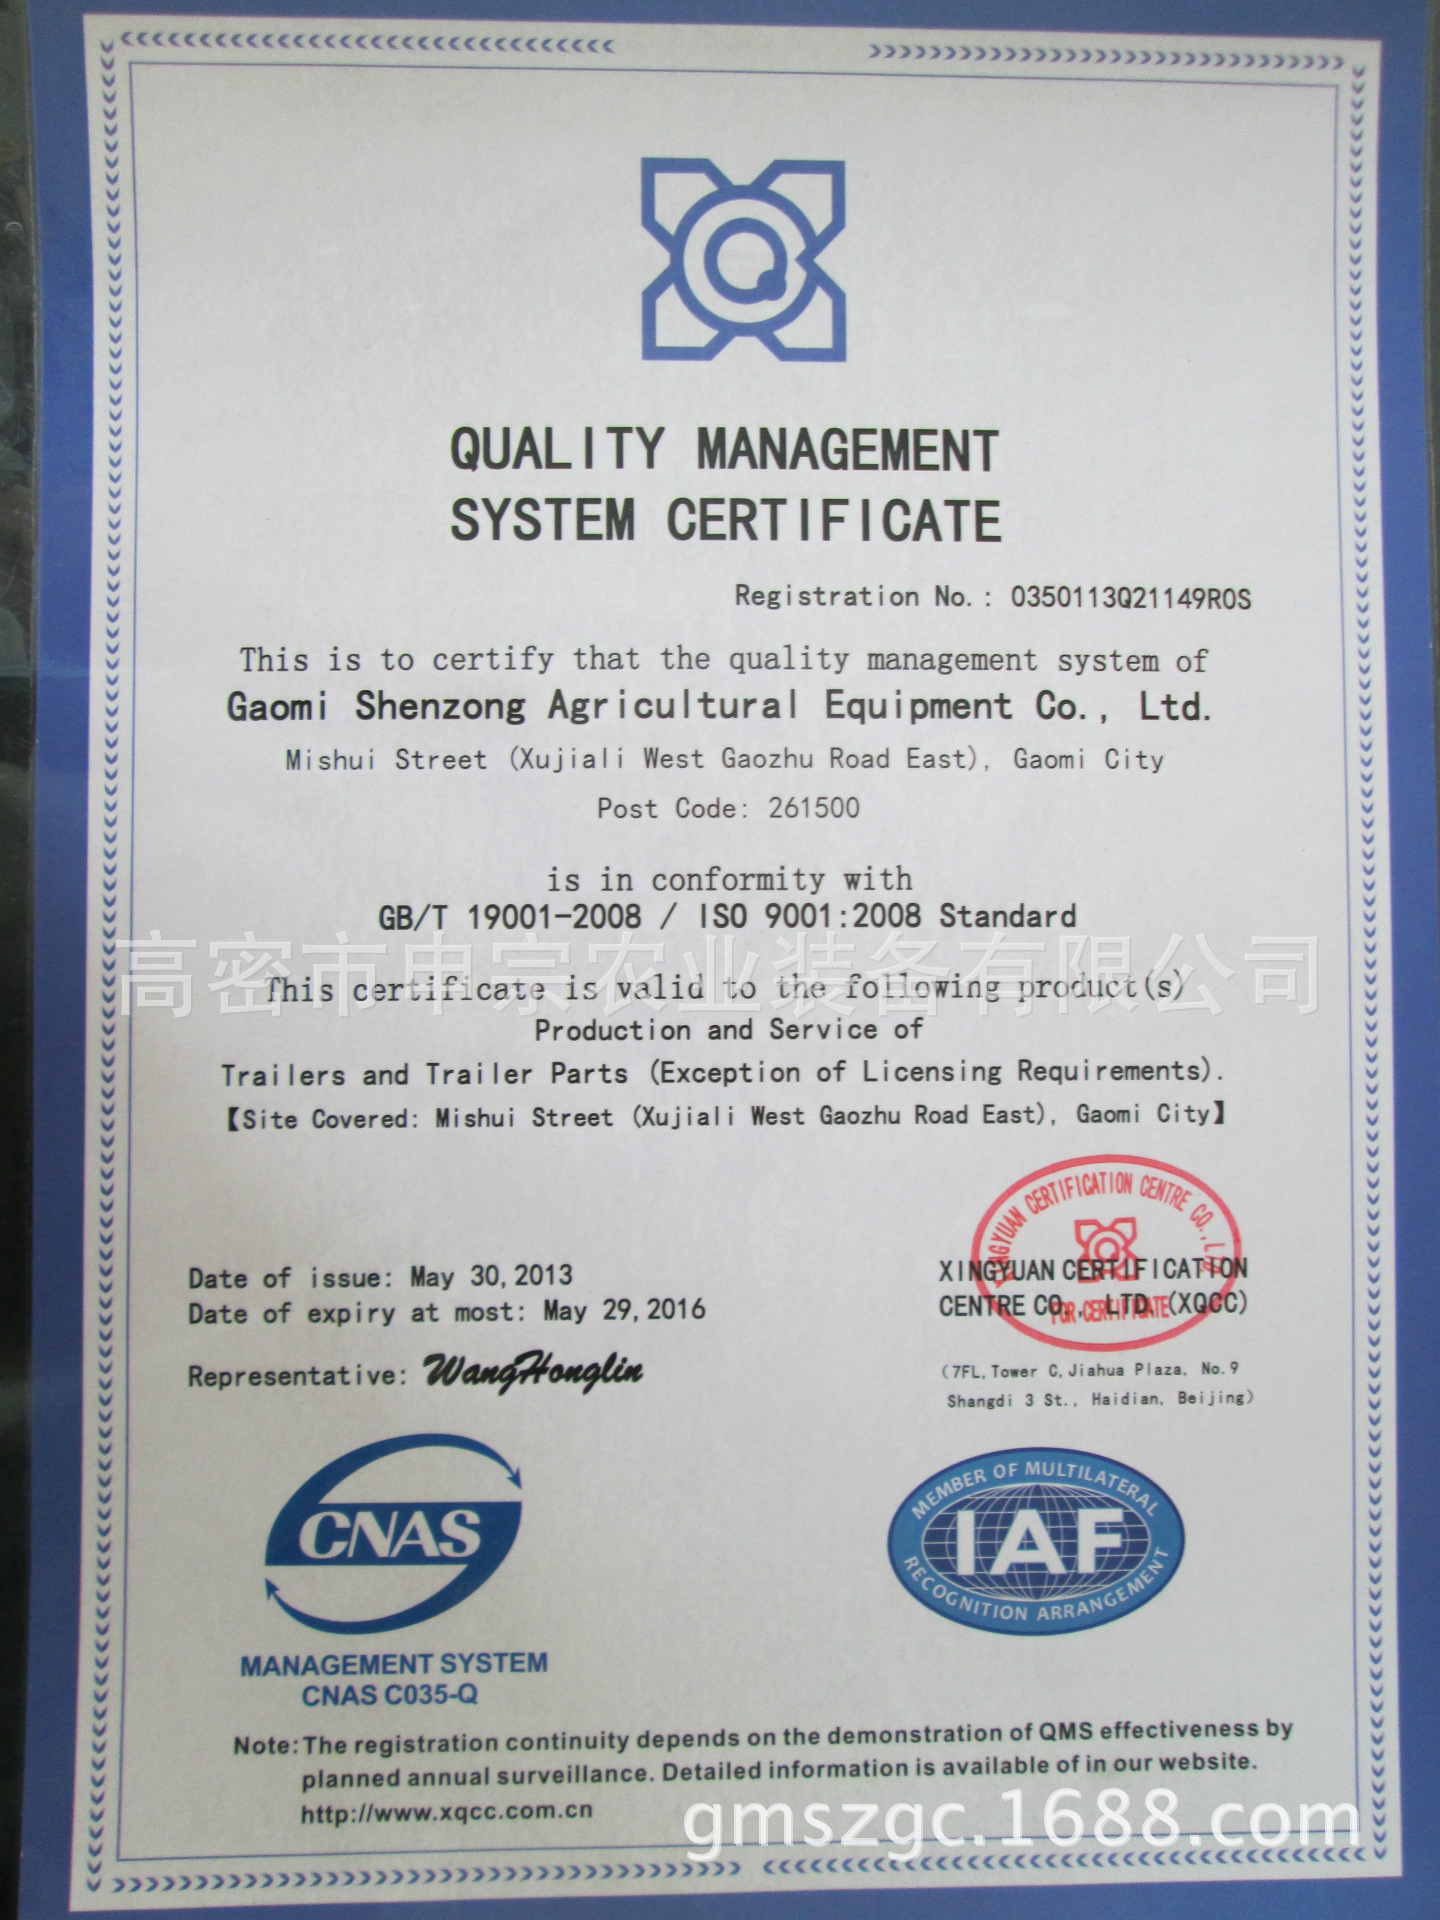 QUALITY MANAGEMENT
SYSTEM CERTIFICATE
Registration No.: 0350113Q21149R0S
This is to certify that the quality management system of
Gaomi Shenzong Agricultural Equipment Co., Ltd.
Mishui Street (Xujiali West Gaozhu Road East), Gaomi City
Post Code: 261500
is in conformity with
GB/T 19001-2008 / ISO 9001:2008 Standard
高密市申宗农业装备有限公司
This certificate is valid to the following product(s)
Production and Service of
Trailers and Trailer Parts (Exception of Licensing Requirements).
【Site Covered: Mishui Street (Xujiali West Gaozhu Road East), Gaomi City】
Date of issue: May 30,2013
Date of expiry at most: May 29,2016
Representative: WangHonglin
XINGYUAN CERTIFICATION CENTRE CO., Ltd
FOR CERTIFICATE
XINGYUAN CERTIFICATION
CENTRE CO., LTD.(XQCC)
(7FL,Tower C,Jiahua Plaza, No.9
Shangdi 3 St., Haidian, Beijing)
CNAS
MANAGEMENT SYSTEM
CNAS C035-Q
MEMBER OF MULTILATERAL
IAF
RECOGNITION ARRANGEMENT
Note:The registration continuity depends on the demonstration of QMS effectiveness by
planned annual surveillance. Detailed information is available of in our website.
http://www.xqcc.com.cn
gmszgc.1688.com